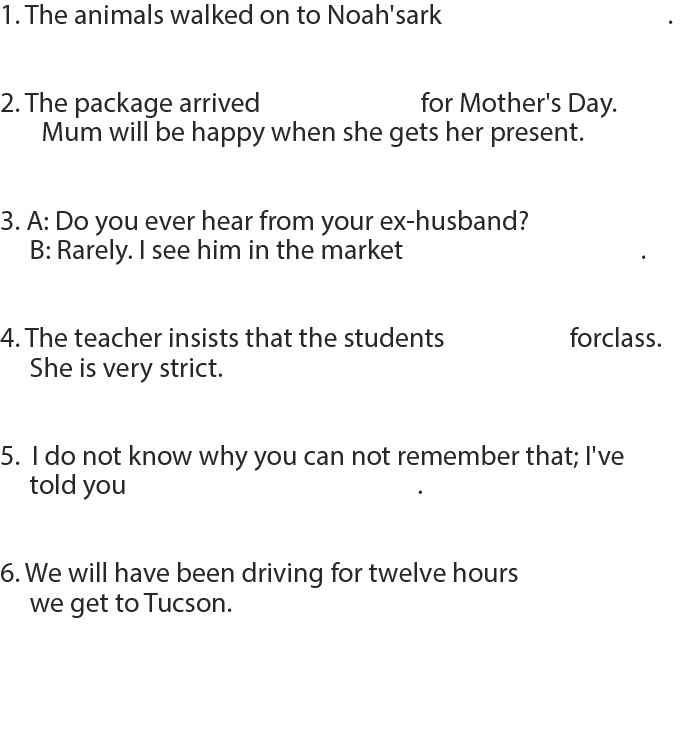 1. The animals walked on to Noah'sark .
2. The package arrived for Mother's Day.
Mum will be happy when she gets her present.
3. A: Do you ever hear from your ex-husband?
B: Rarely. I see him in the market .
4. The teacher insists that the students forclass.
She is very strict.
5. I do not know why you can not remember that; I've
told you .
6. We will have been driving for twelve hours
we get to Tucson.